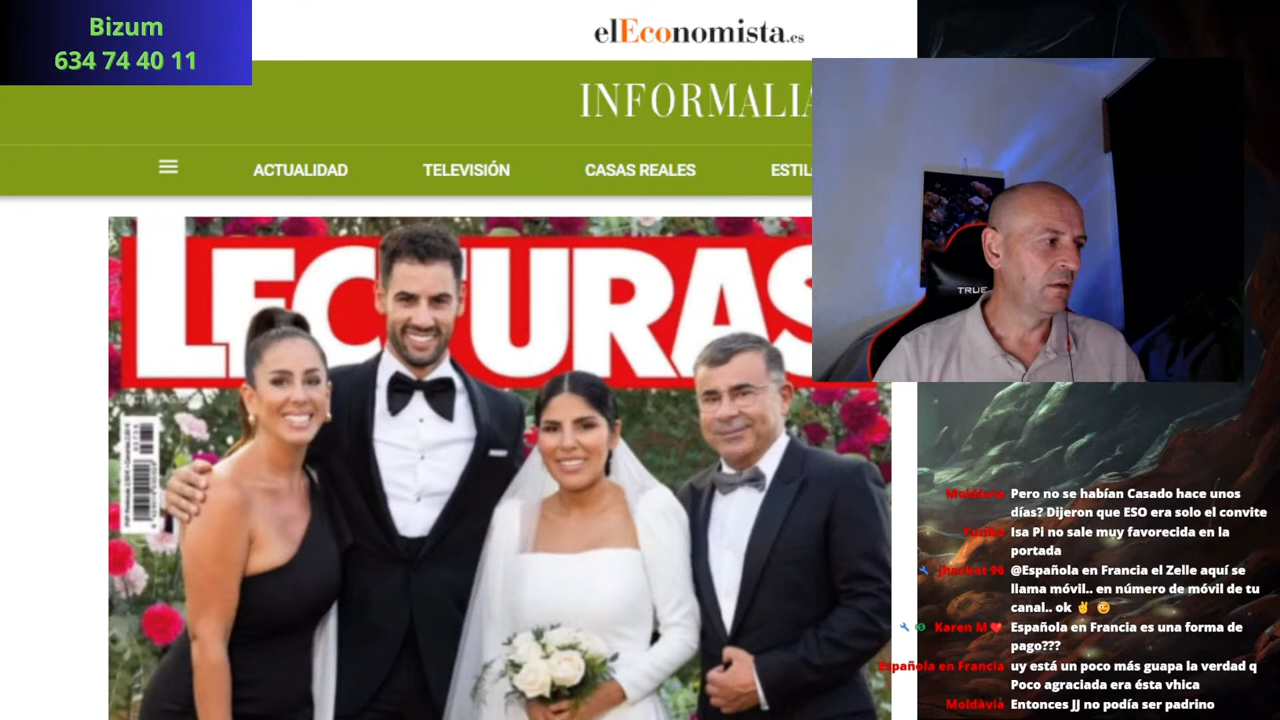 Bizum
634 74 40 11
elEconomista.es
INFORMALIA
ACTUALIDAD
TELEVISIÓN
CASAS REALES
LECTURAS
TRUE
Moldàvia Pero no se habían Casado hace unos
días? Dijeron que ESO era solo el convite
Isa Pi no sale muy favorecida en la
portada
@Española en Francia el Zelle aquí se
llama móvil.. en número de móvil de tu
canal.. ok ✌ 😁
Karen M❤ Española en Francia es una forma de
pago???
Española en Francia uy está un poco más guapa la verdad q
Poco agraciada era ésta vhica
Moldàvia Entonces JJ no podía ser padrino